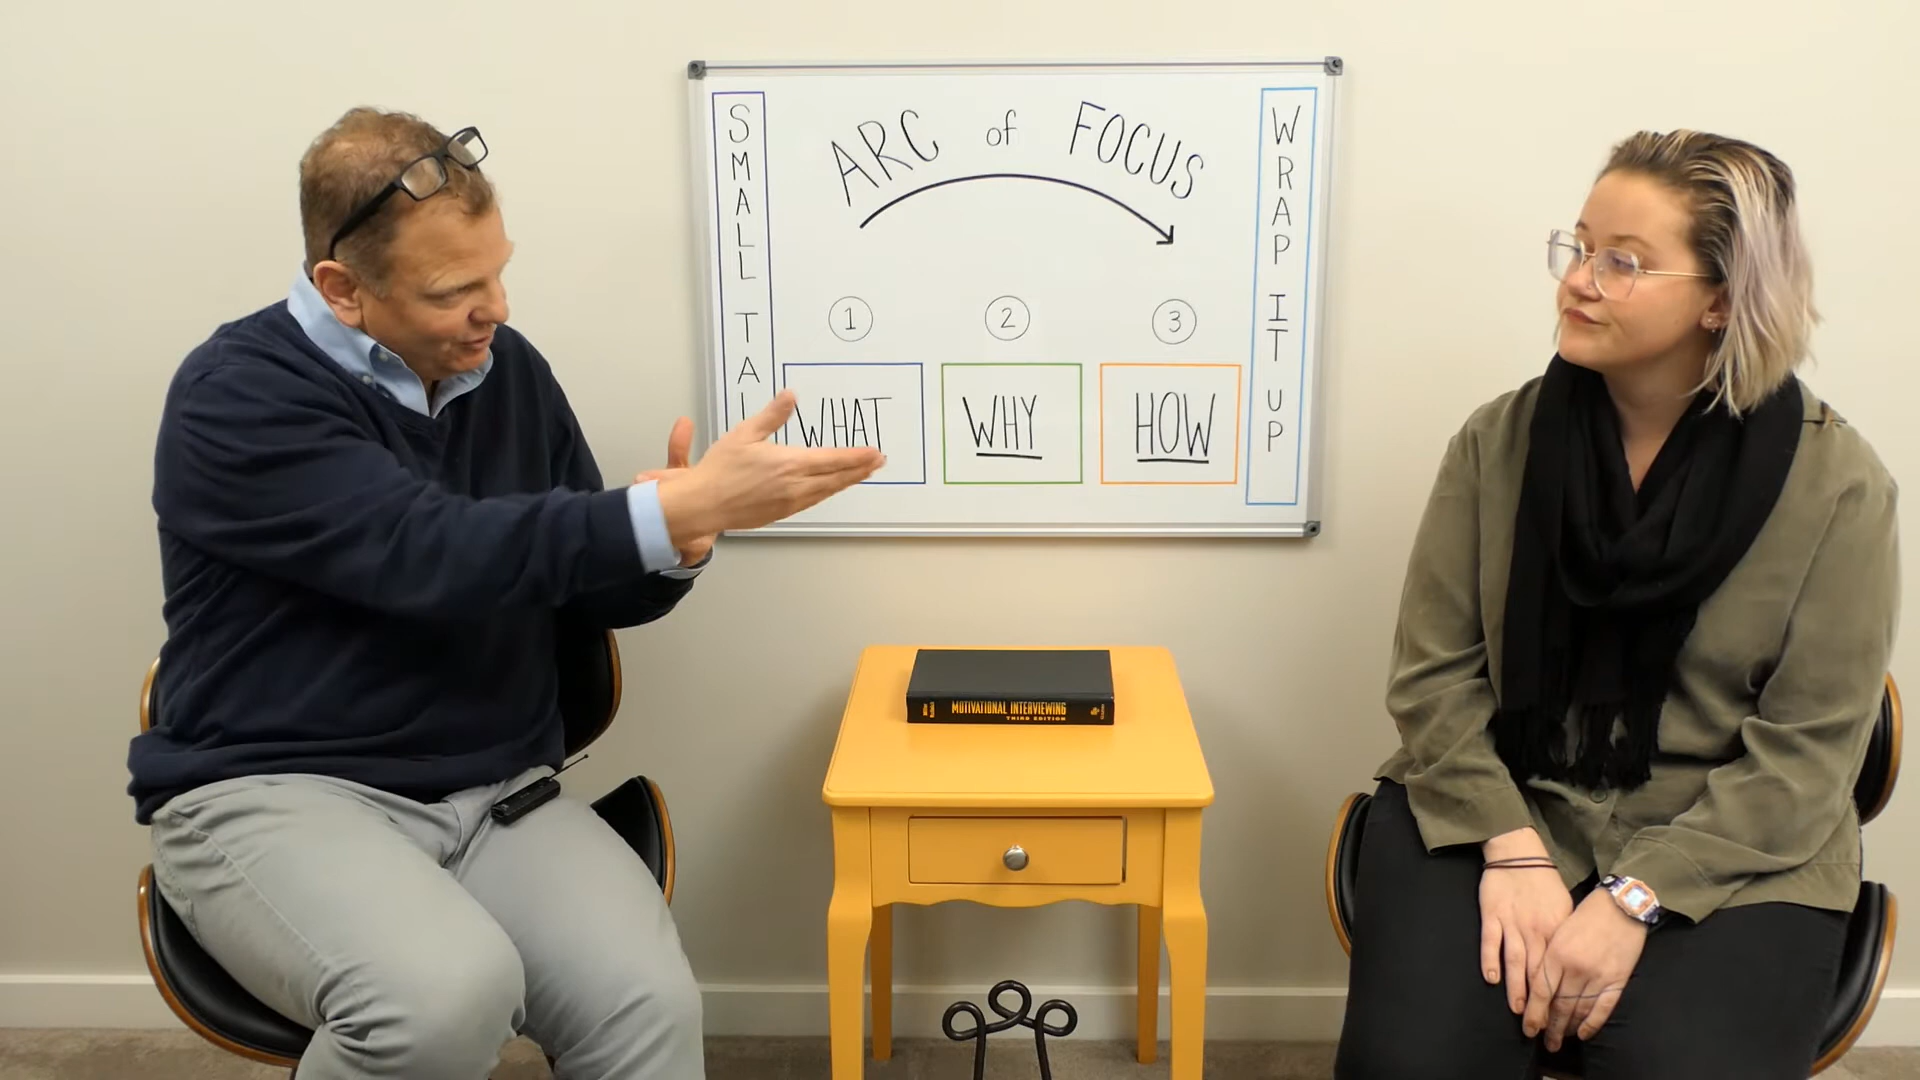 SMALL TAL
ARC of FOCUS
1 2 3
WHAT WHY HOW
WRAP IT UP
MOTIVATIONAL INTERVIEWING
THIRD EDITION